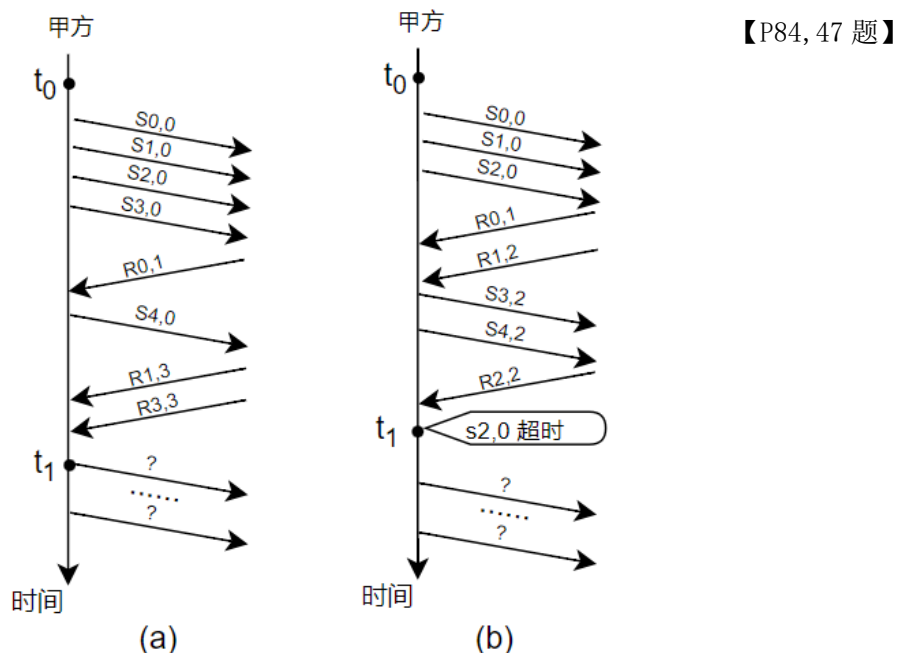 甲方
t0
S0,0
S1,0
S2,0
S3,0
R0,1
S4,0
R1,3
R3,3
t1
?
......
?
时间
(a)
甲方
t0
S0,0
S1,0
S2,0
R0,1
R1,2
S3,2
S4,2
R2,2
t1
s2,0 超时
?
......
?
时间
(b)
【P84,47 题】